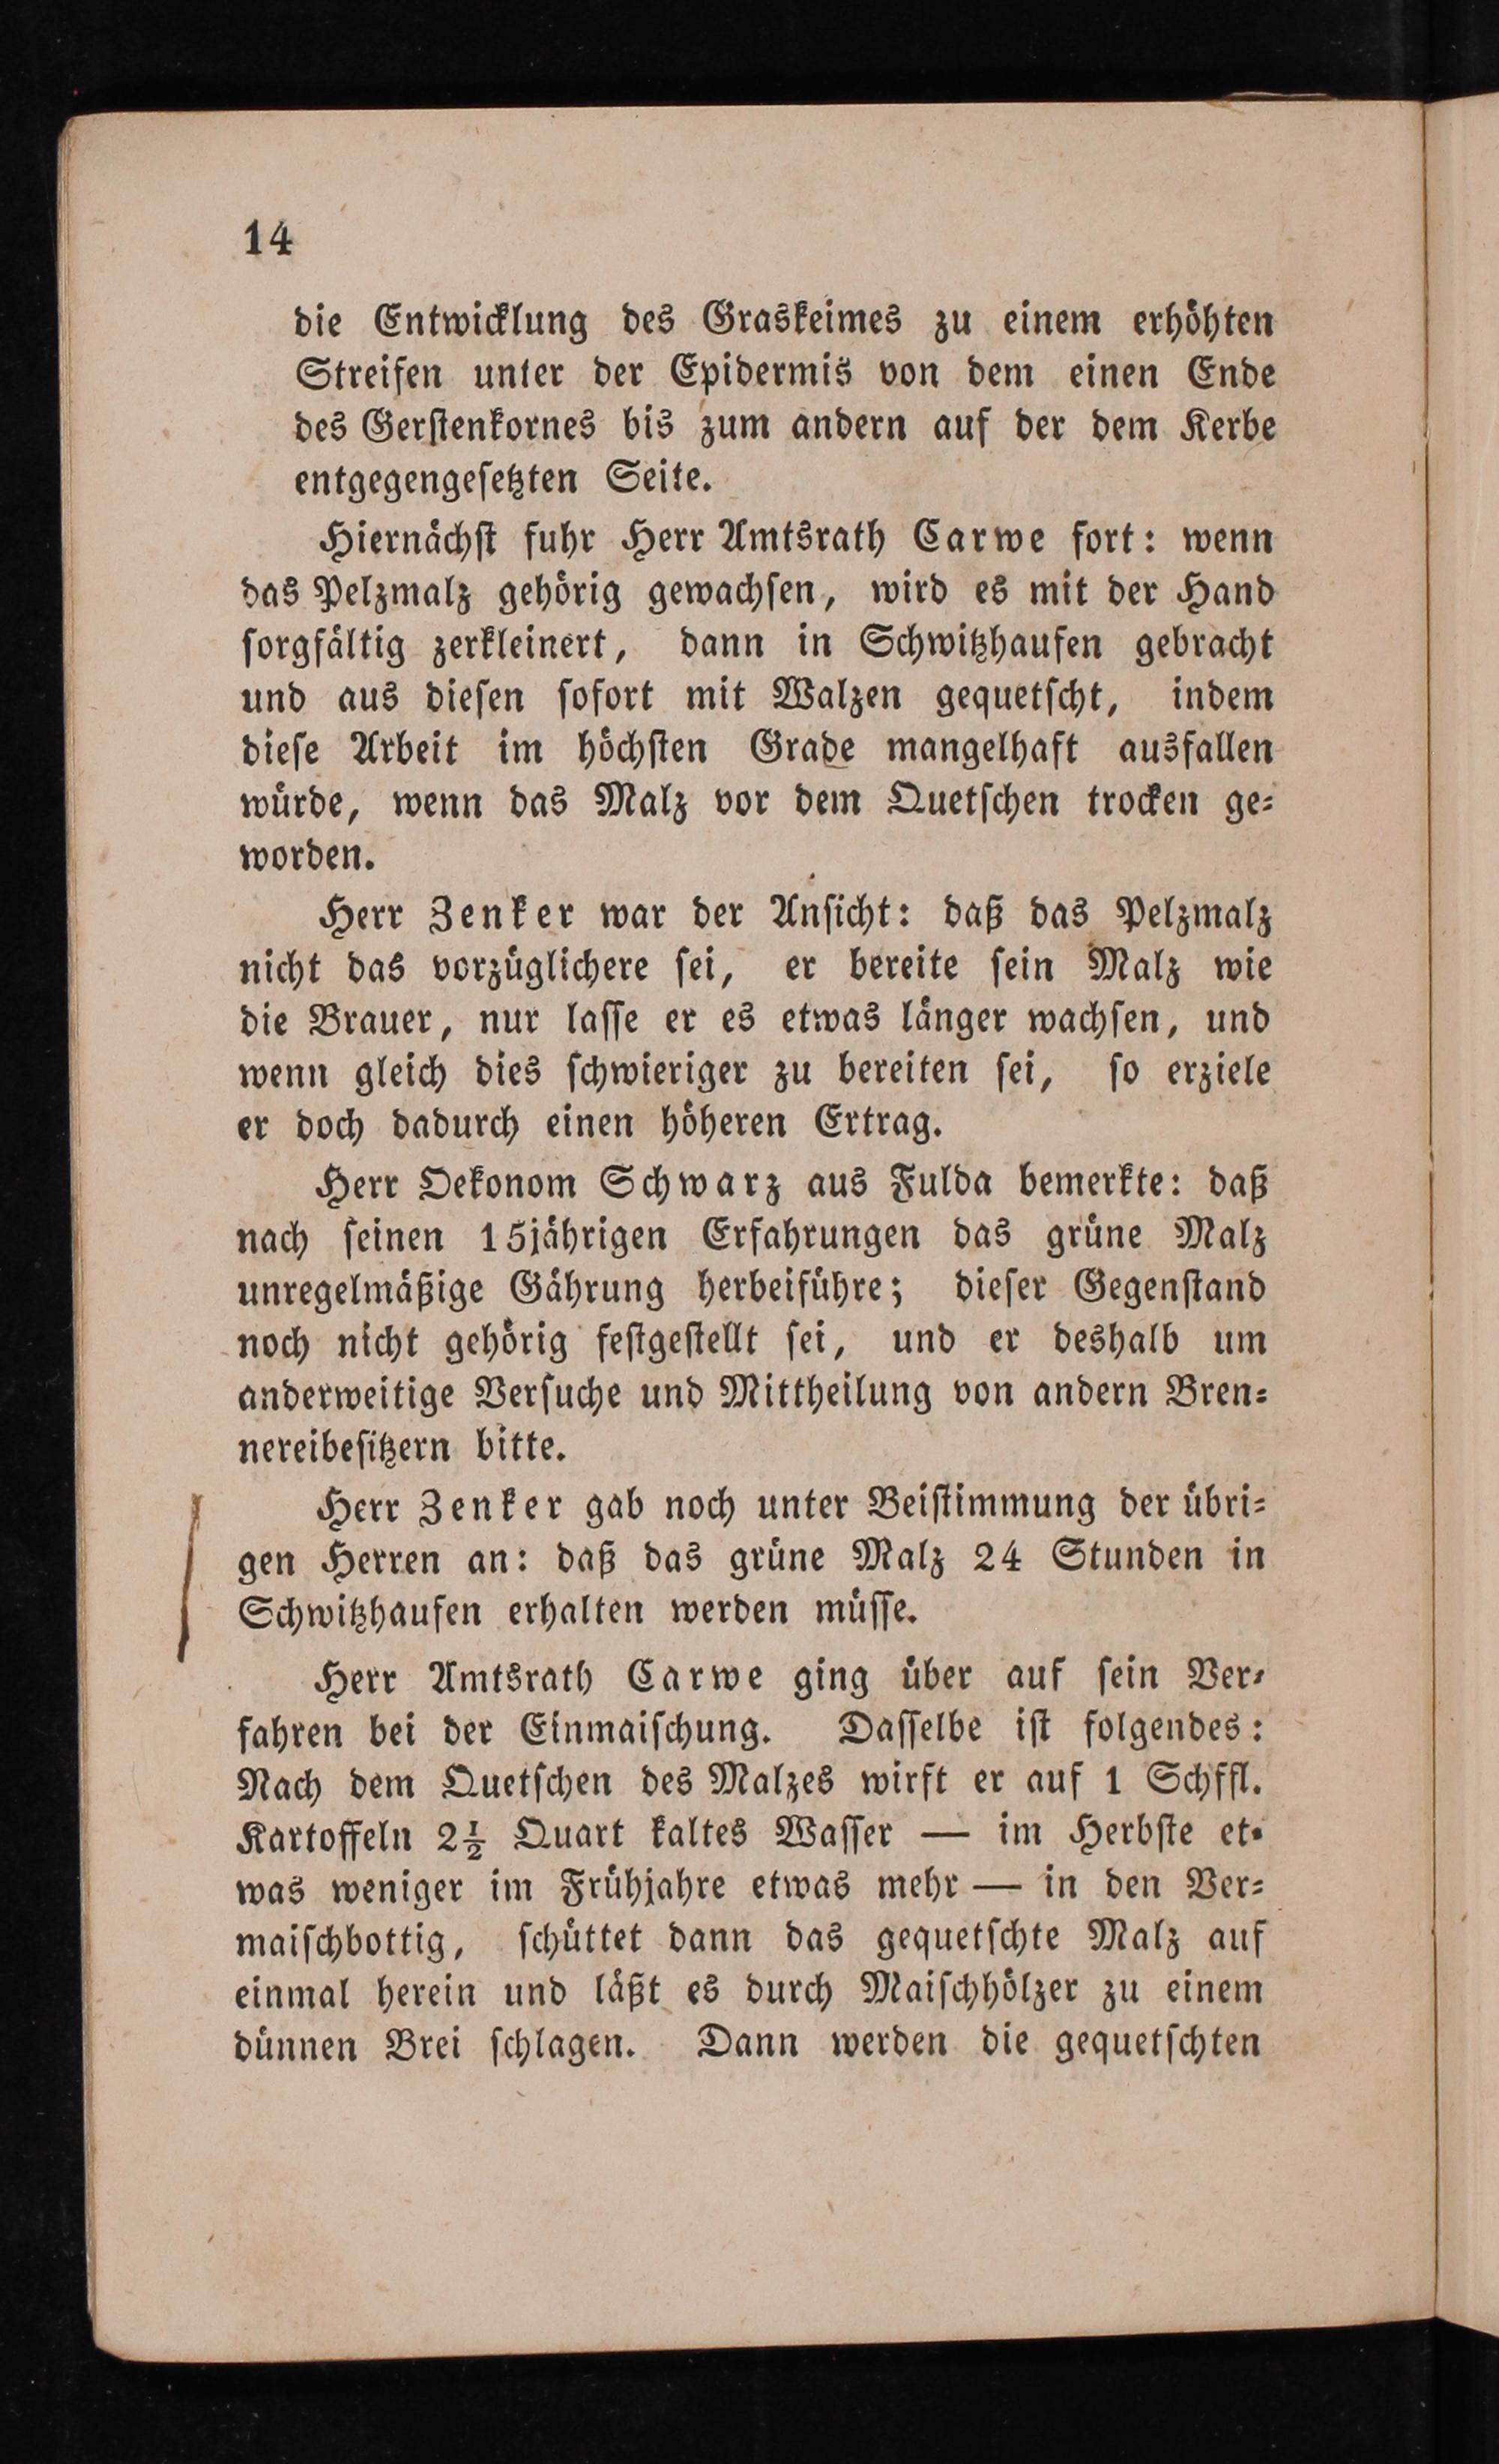 14
die Entwicklung des Graskeimes zu einem erhöhten
Streifen unter der Epidermis von dem einen Ende
des Gerstenkornes bis zum andern auf der dem Kerbe
entgegengesetzten Seite.
Hiernächst fuhr Herr Amtsrath Carwe fort: wenn
das Pelzmalz gehörig gewachsen, wird es mit der Hand
sorgfältig zerkleinert, dann in Schwitzhaufen gebracht
und aus diesen sofort mit Walzen gequetscht, indem
diese Arbeit im höchsten Grade mangelhaft ausfallen
würde, wenn das Malz vor dem Quetschen trocken ge-
worden.
Herr Zenker war der Ansicht: daß das Pelzmalz
nicht das vorzüglichere sei, er bereite sein Malz wie
die Brauer, nur lasse er es etwas länger wachsen, und
wenn gleich dies schwieriger zu bereiten sei, so erziele
er doch dadurch einen höheren Ertrag.
Herr Oekonom Schwarz aus Fulda bemerkte: daß
nach seinen 15jährigen Erfahrungen das grüne Malz
unregelmäßige Gährung herbeiführe; dieser Gegenstand
noch nicht gehörig festgestellt sei, und er deshalb um
anderweitige Versuche und Mittheilung von andern Bren-
nereibesitzern bitte.
Herr Zenker gab noch unter Beistimmung der übri-
gen Herren an: daß das grüne Malz 24 Stunden in
Schwitzhaufen erhalten werden müsse.
Herr Amtsrath Carwe ging über auf sein Ver-
fahren bei der Einmaischung. Dasselbe ist folgendes:
Nach dem Quetschen des Malzes wirft er auf 1 Schffl.
Kartoffeln 2½ Quart kaltes Wasser — im Herbste et-
was weniger im Frühjahre etwas mehr — in den Ver-
maischbottig, schüttet dann das gequetschte Malz auf
einmal herein und läßt es durch Maischhölzer zu einem
dünnen Brei schlagen. Dann werden die gequetschten